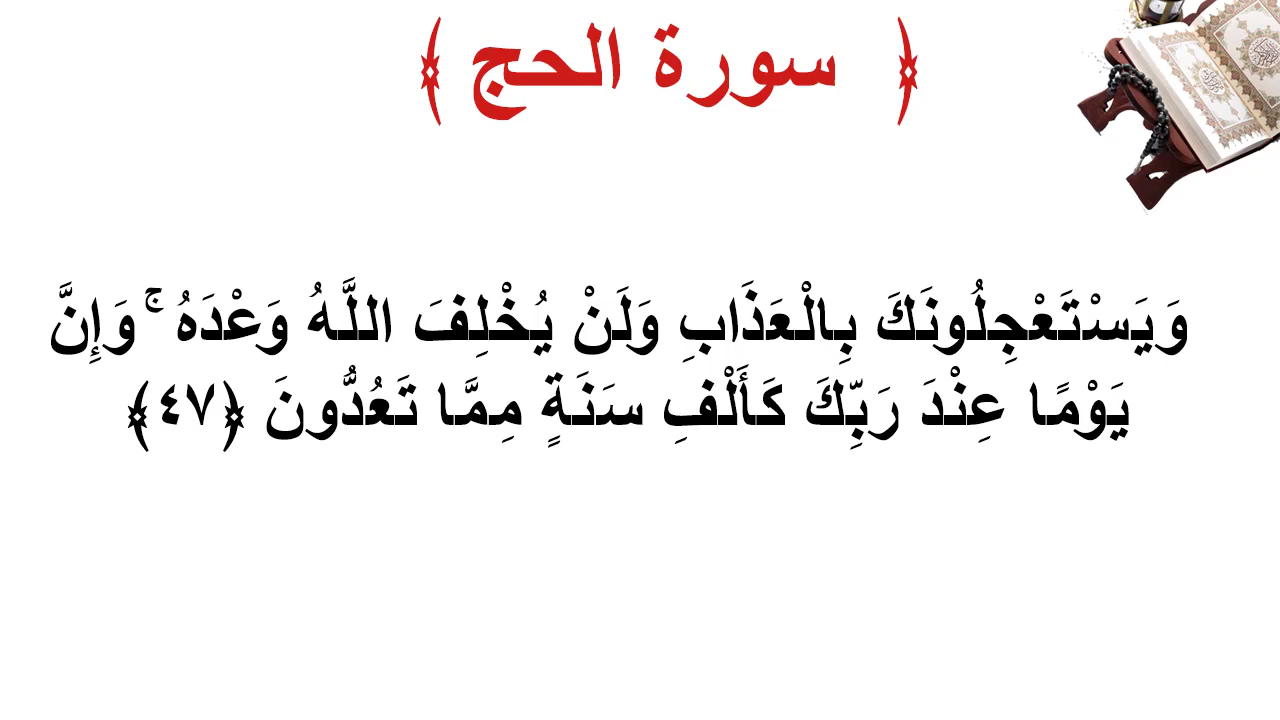 ﴿ سورة الحج ﴾
وَيَسْتَعْجِلُونَكَ بِالْعَذَابِ وَلَنْ يُخْلِفَ اللَّهُ وَعْدَهُ ۚ وَإِنَّ
يَوْمًا عِنْدَ رَبِّكَ كَأَلْفِ سَنَةٍ مِمَّا تَعُدُّونَ ﴿٤٧﴾